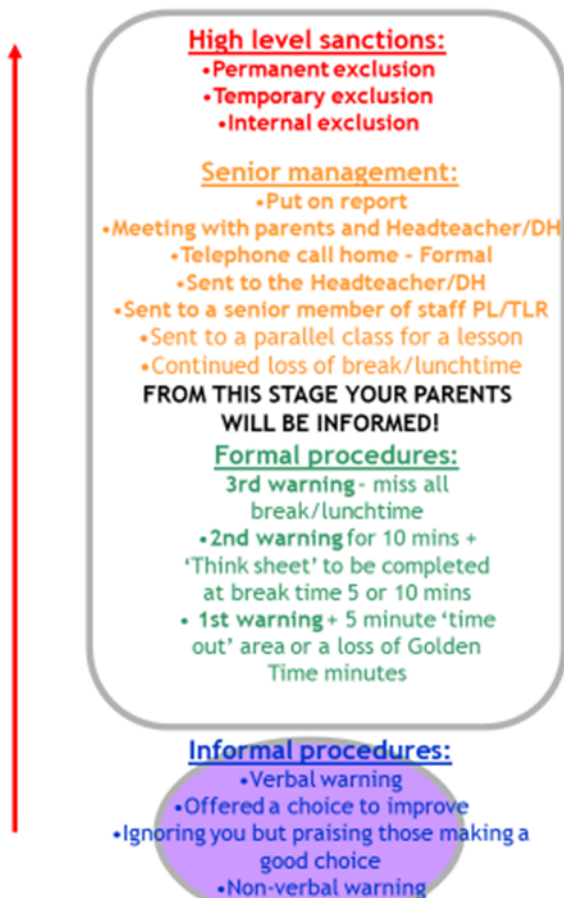 High level sanctions:
•Permanent exclusion
•Temporary exclusion
•Internal exclusion
Senior management:
•Put on report
•Meeting with parents and Headteacher/DH
•Telephone call home - Formal
•Sent to the Headteacher/DH
•Sent to a senior member of staff PL/TLR
•Sent to a parallel class for a lesson
•Continued loss of break/lunchtime
FROM THIS STAGE YOUR PARENTS
WILL BE INFORMED!
Formal procedures:
3rd warning - miss all
break/lunchtime
•2nd warning for 10 mins +
‘Think sheet’ to be completed
at break time 5 or 10 mins
• 1st warning + 5 minute ‘time
out’ area or a loss of Golden
Time minutes
Informal procedures:
•Verbal warning
•Offered a choice to improve
•Ignoring you but praising those making a
good choice
•Non-verbal warning